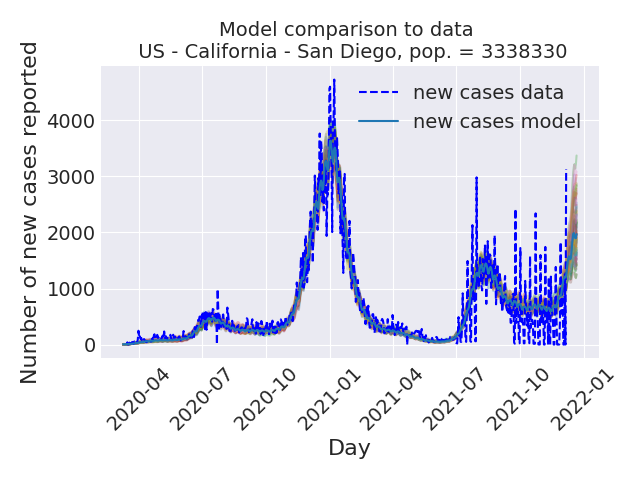 Model comparison to data
US - California - San Diego, pop. = 3338330
Number of new cases reported
new cases data
new cases model
4000
3000
2000
1000
0
2020-04
2020-07
2020-10
2021-01
2021-04
2021-07
2021-10
2022-01
Day